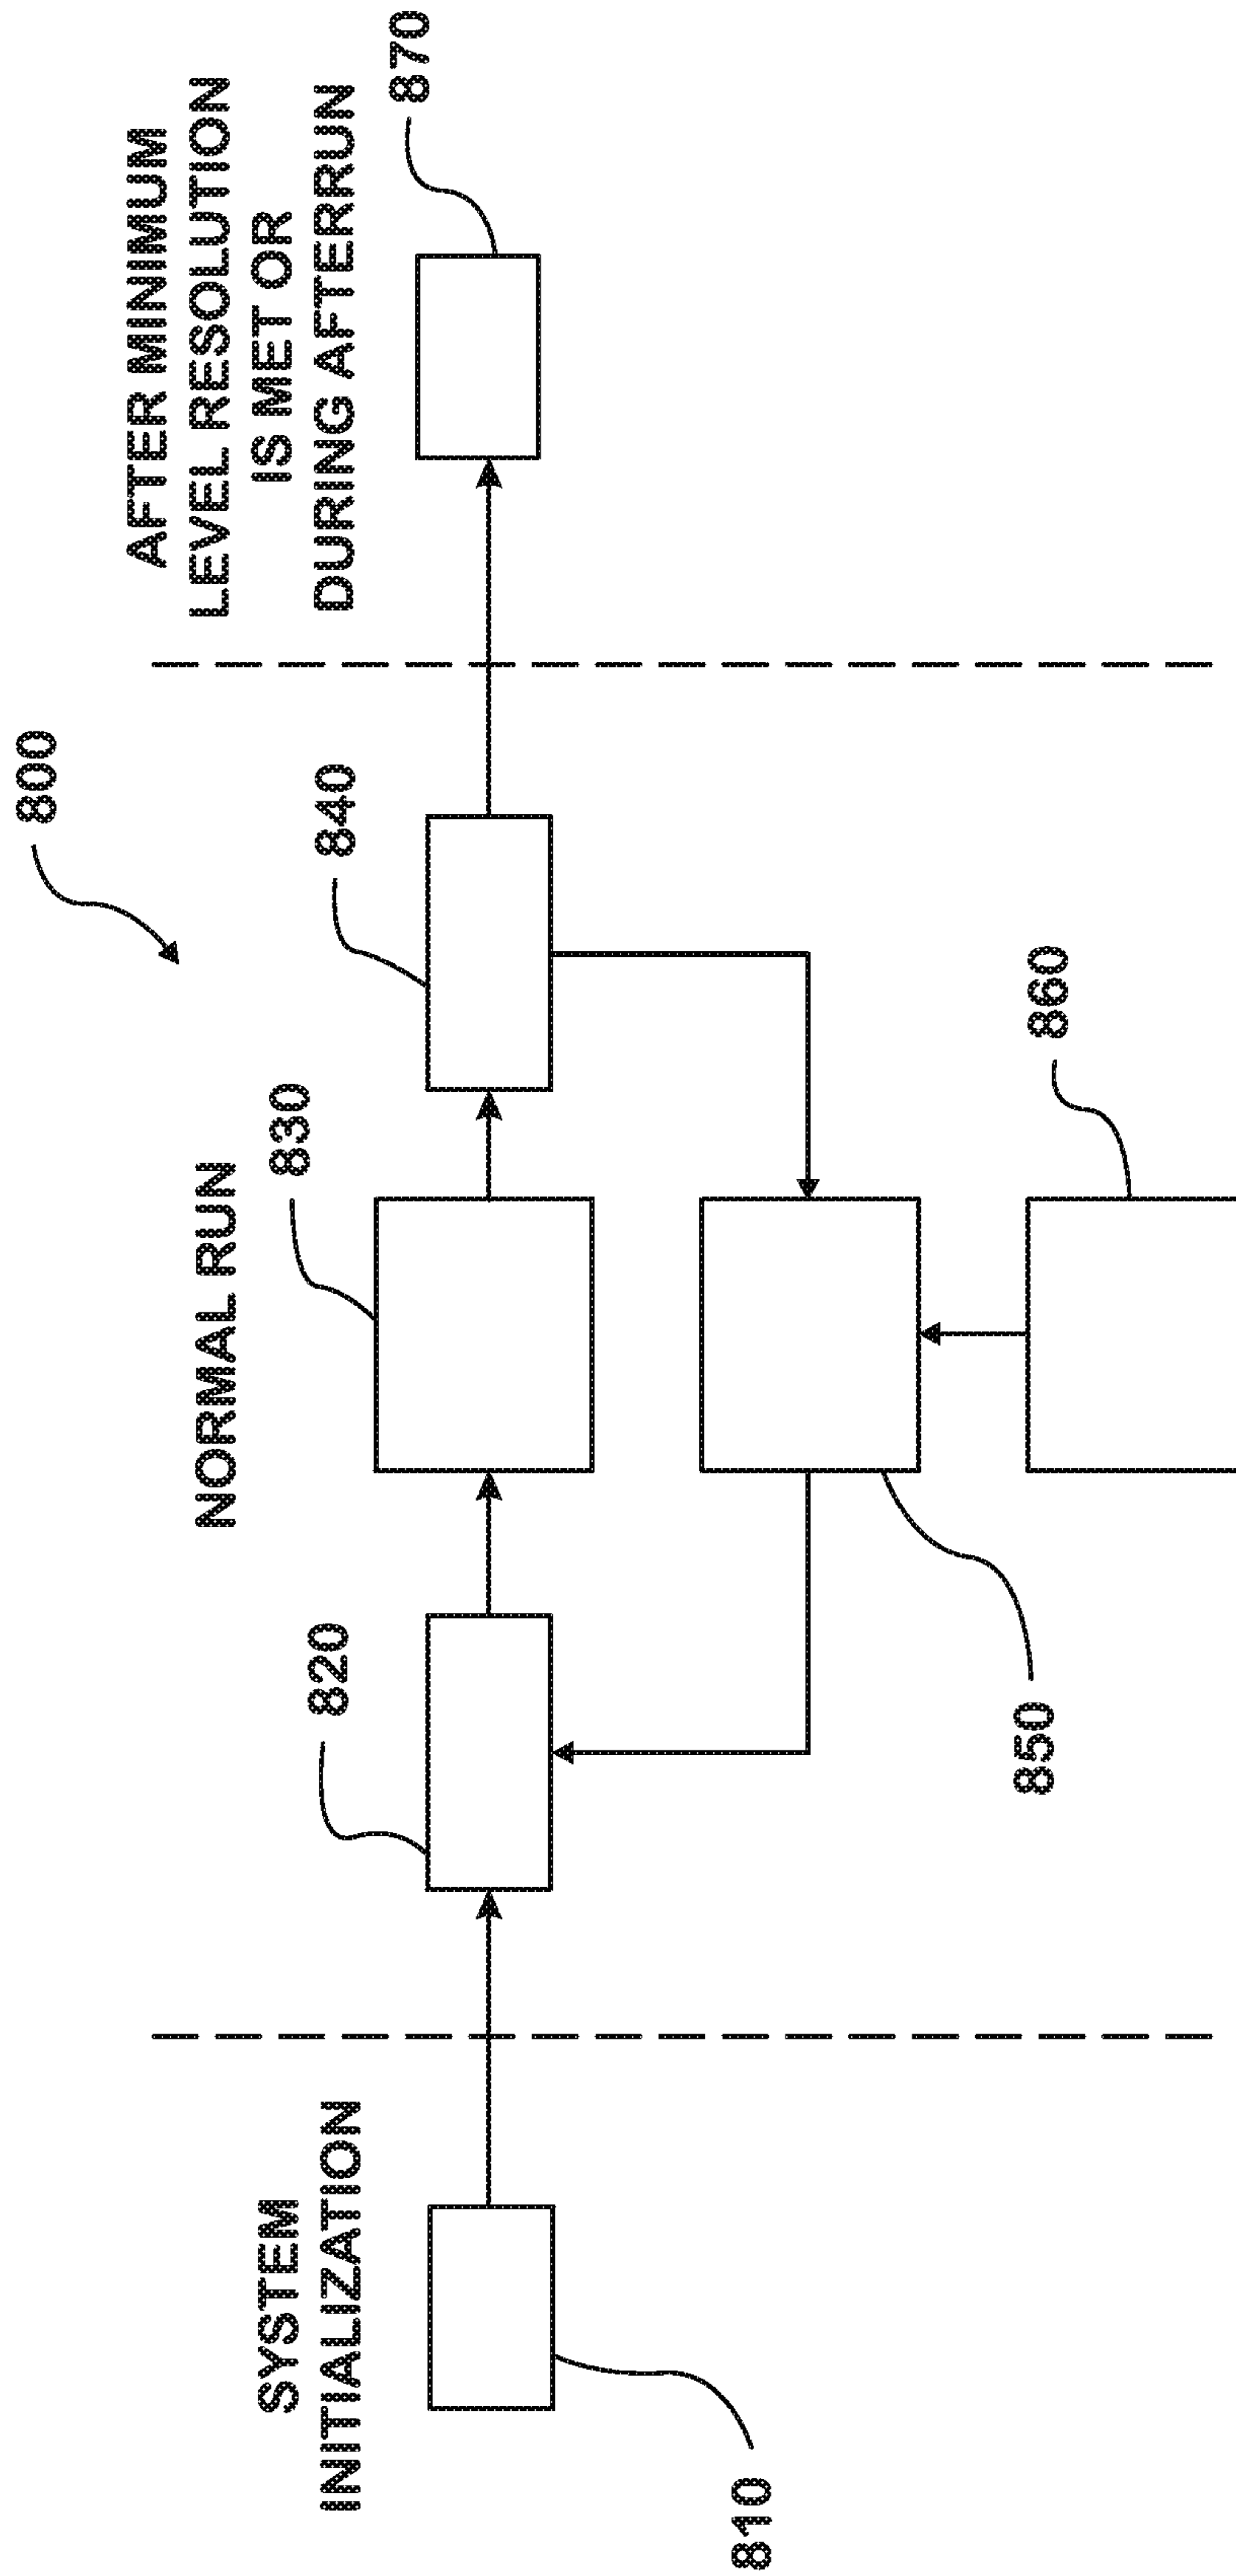 800
SYSTEM
INITIALIZATION
NORMAL RUN
AFTER MINIMUM
LEVEL RESOLUTION
IS MET OR
DURING AFTERRUN
810
820
830
840
850
860
870